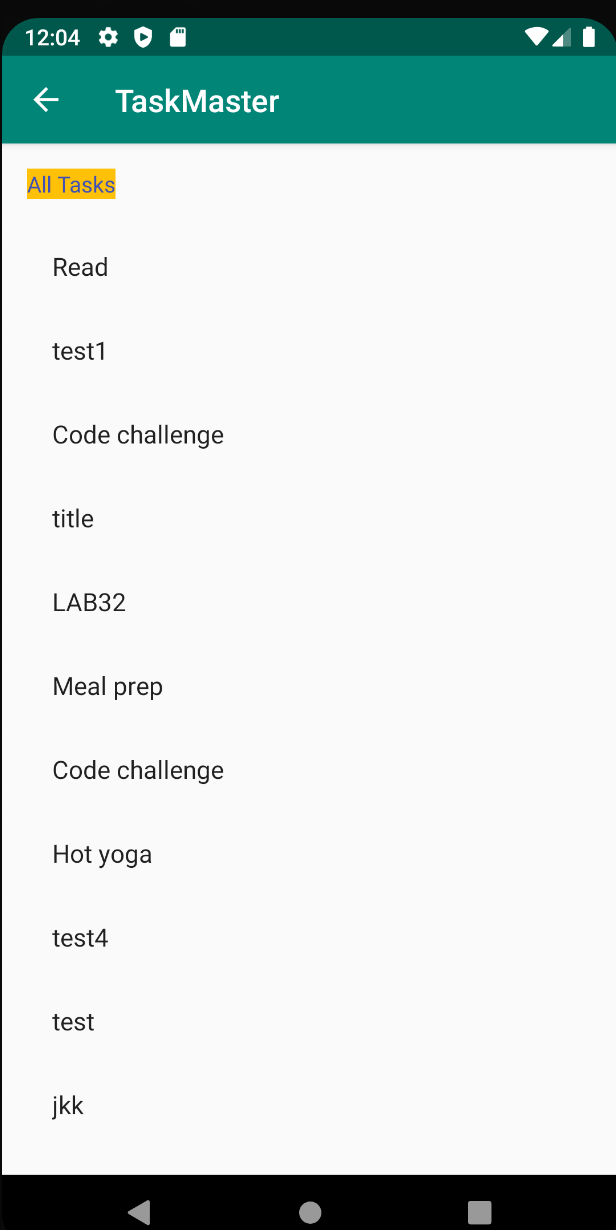 12:04
TaskMaster
All Tasks
Read
test1
Code challenge
title
LAB32
Meal prep
Code challenge
Hot yoga
test4
test
jkk